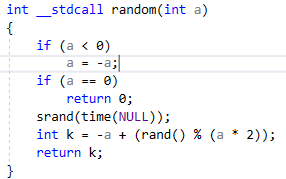 int __stdcall random(int a)
{
    if (a < 0)
        a = -a;
    if (a == 0)
        return 0;
    srand(time(NULL));
    int k = -a + (rand() % (a * 2));
    return k;
}